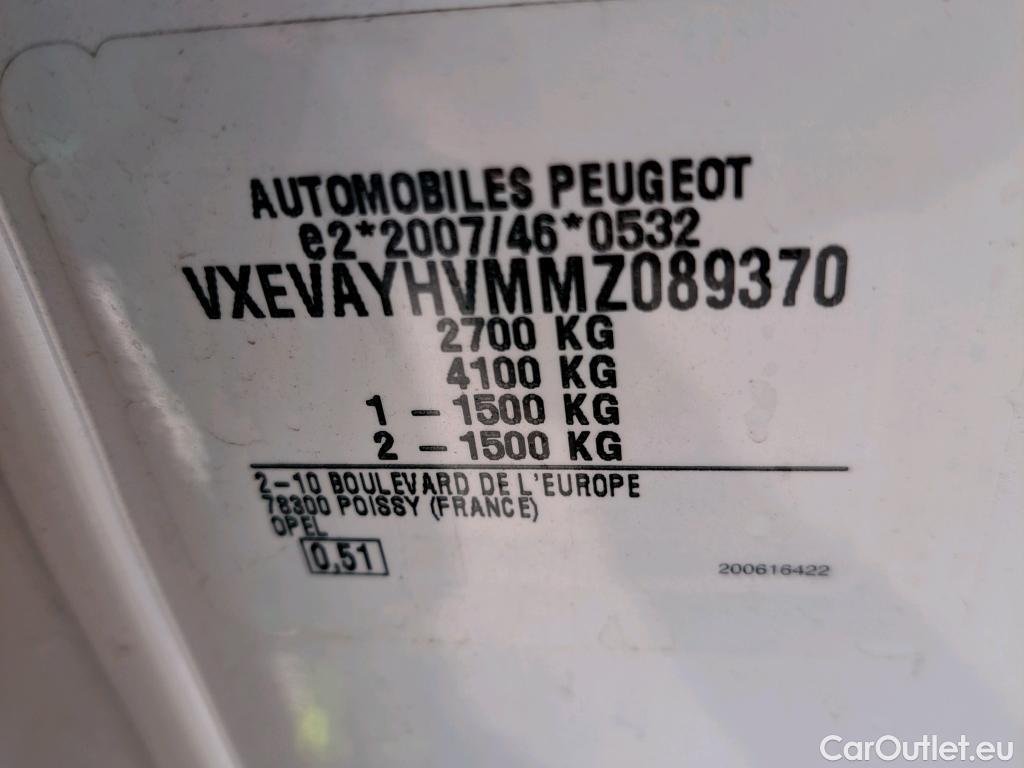 AUTOMOBILES PEUGEOT
e2*2007/46*0532
VXEVAYHVMMZ089370
2700 KG
4100 KG
1 - 1500 KG
2 - 1500 KG
2-10 BOULEVARD DE L'EUROPE
78300 POISSY (FRANCE)
OPEL
0,51
200616422
CarOutlet.eu